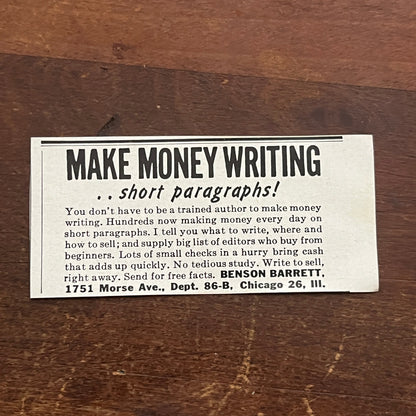 MAKE MONEY WRITING
. . short paragraphs!
You don't have to be a trained author to make money
writing. Hundreds now making money every day on
short paragraphs. I tell you what to write, where and
how to sell; and supply big list of editors who buy from
beginners. Lots of small checks in a hurry bring cash
that adds up quickly. No tedious study. Write to sell,
right away. Send for free facts. BENSON BARRETT,
1751 Morse Ave., Dept. 86-B, Chicago 26, Ill.